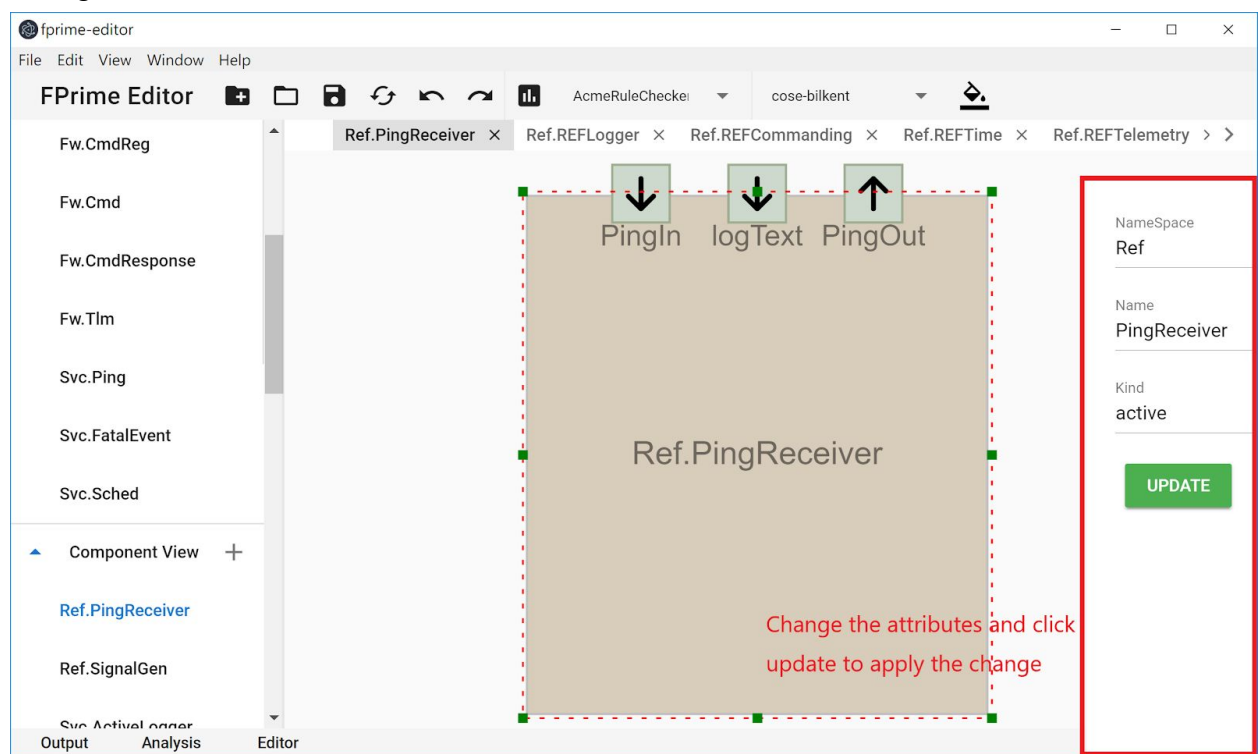 fprime-editor
File Edit View Window Help
FPrime Editor
AcmeRuleChecke
cose-bilkent
Ref.PingReceiver × Ref.REFLogger × Ref.REFCommanding × Ref.REFTime × Ref.REFTelemetry
Fw.CmdReg
Fw.Cmd
Fw.CmdResponse
Fw.Tlm
Svc.Ping
Svc.FatalEvent
Svc.Sched
Component View +
Ref.PingReceiver
Ref.SignalGen
Svc.ActiveLogger
PingIn logText PingOut
Ref.PingReceiver
Change the attributes and click
update to apply the change
NameSpace
Ref
Name
PingReceiver
Kind
active
UPDATE
Output Analysis Editor